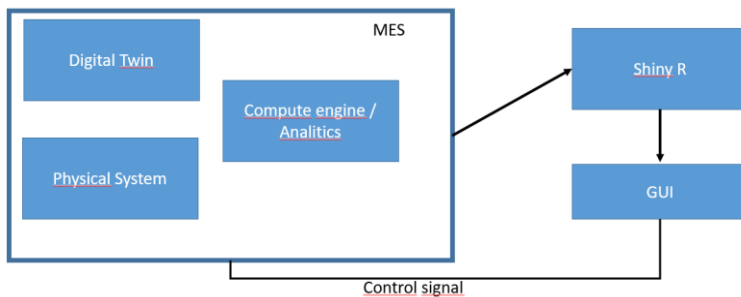 MES
Digital Twin
Compute engine /
Analitics
Physical System
Shiny R
GUI
Control signal